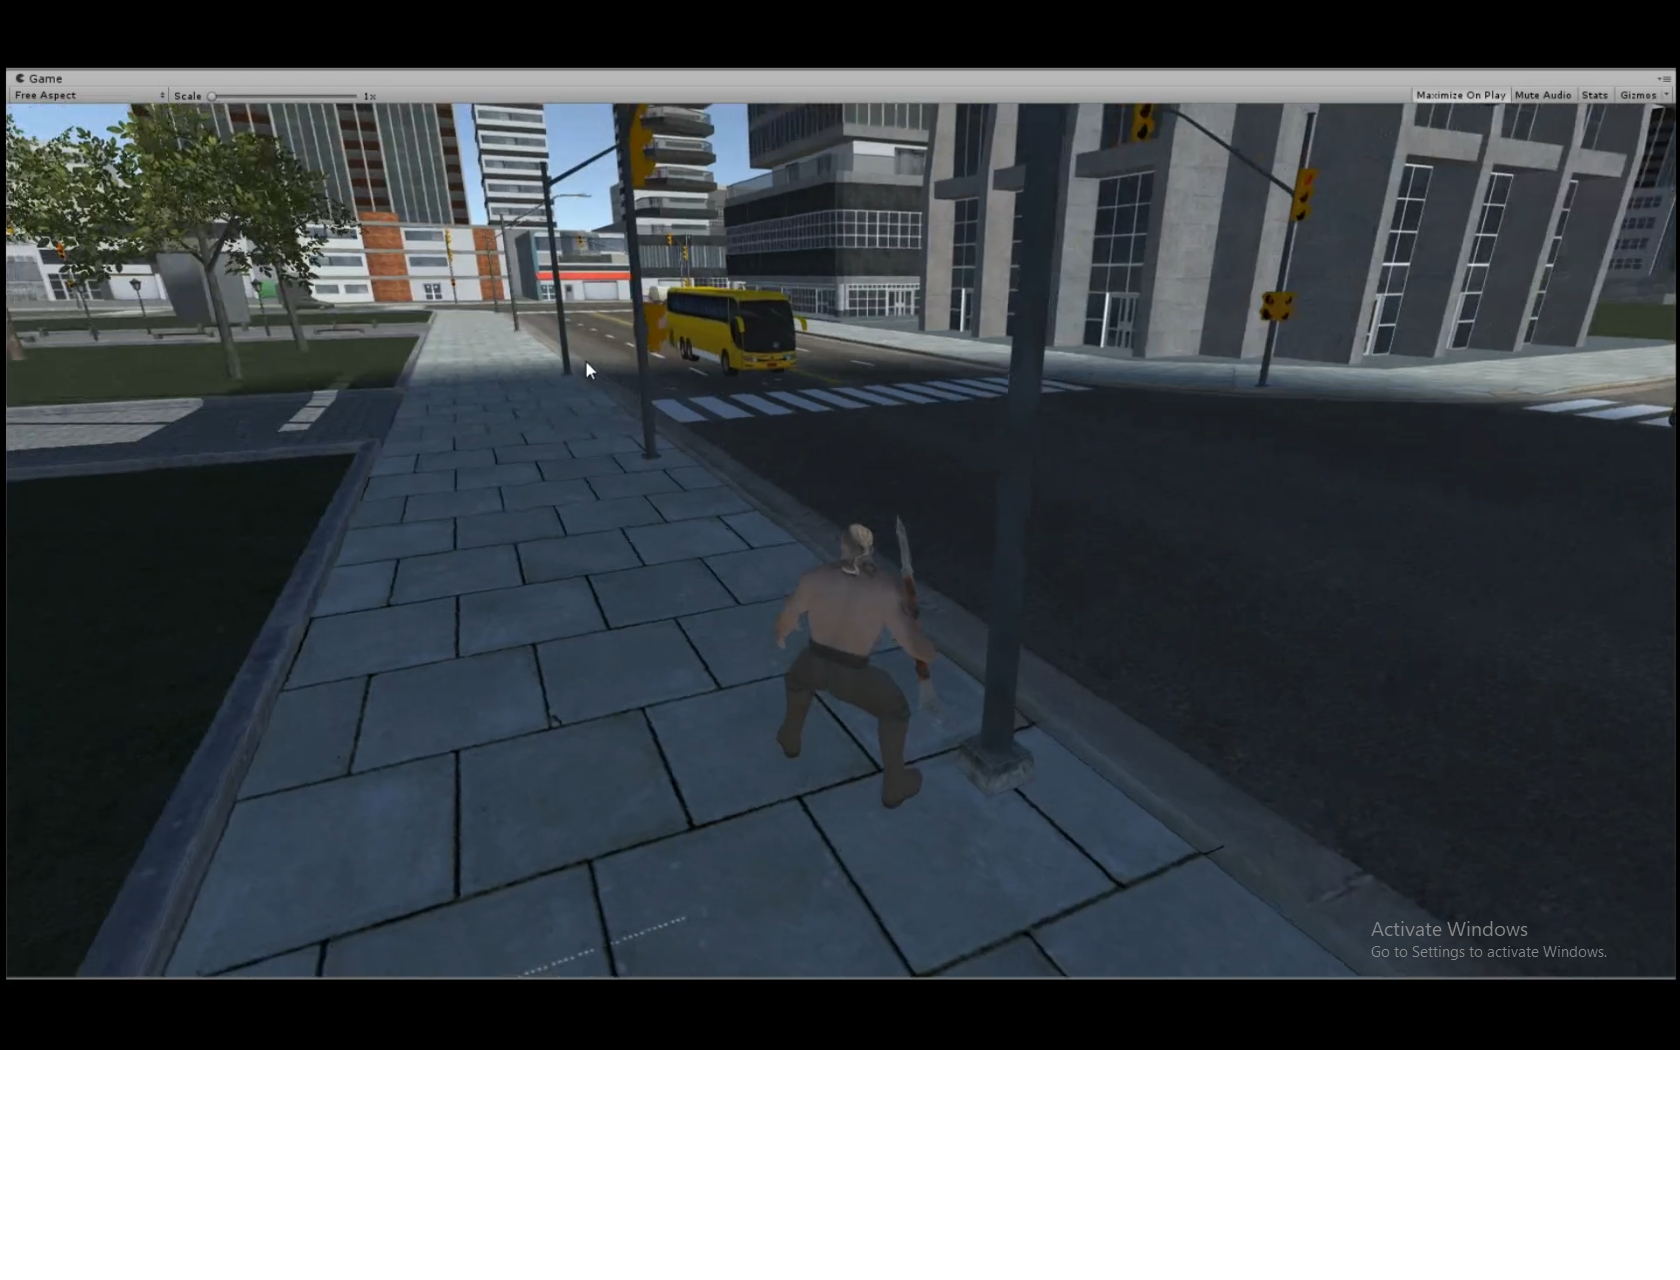 Game
Free Aspect
Scale
1x
Maximize On Play
Mute Audio
Stats
Gizmos
Activate Windows
Go to Settings to activate Windows.